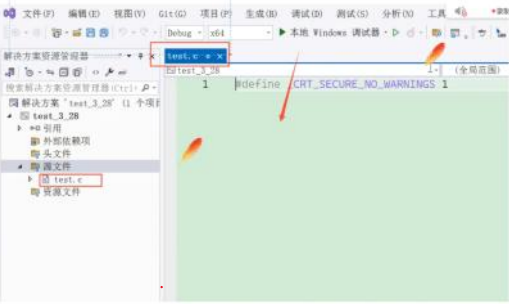 文件(F) 编辑(E) 视图(V) Git(G) 项目(P) 生成(B) 调试(D) 测试(S) 分析(N) 工具
Debug x64 本地 Windows 调试器
解决方案资源管理器
test.c
搜索解决方案资源管理器(Ctrl+
test_3_28
(全局范围)
解决方案 "test_3_28" (1 个项目
test_3_28
引用
外部依赖项
头文件
源文件
test.c
资源文件
1 #define _CRT_SECURE_NO_WARNINGS 1